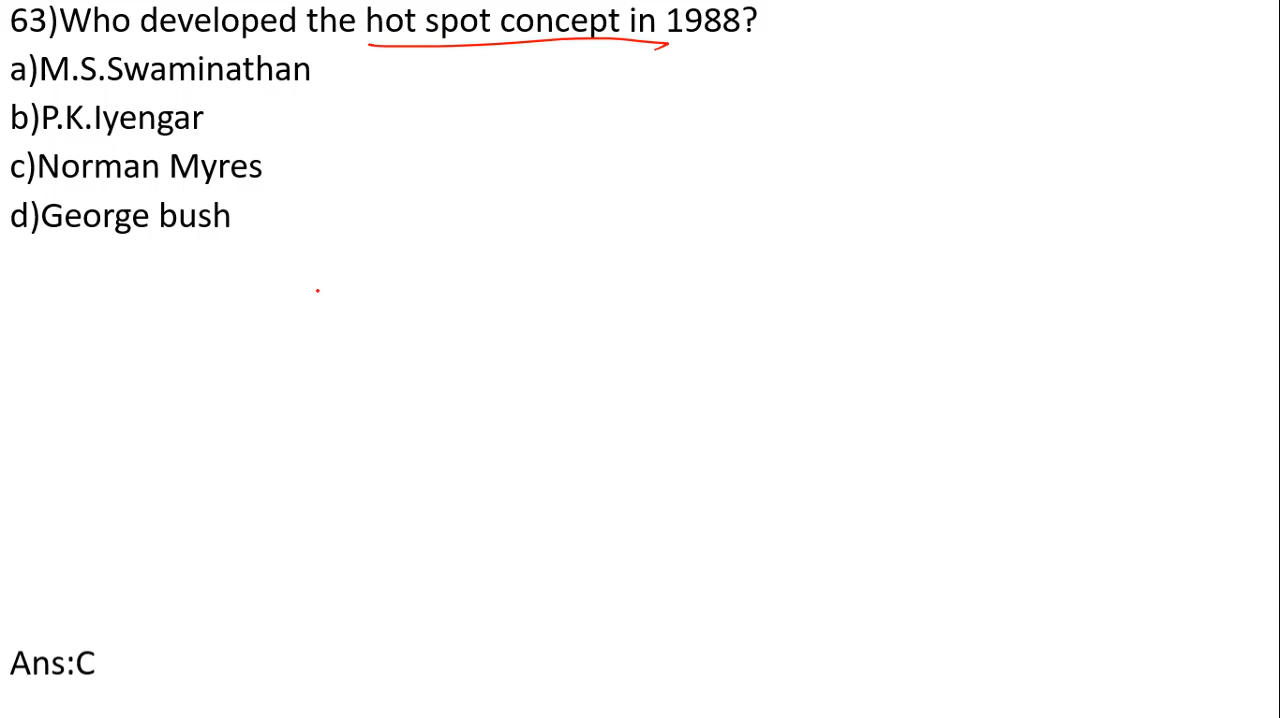 63)Who developed the hot spot concept in 1988?
a)M.S.Swaminathan
b)P.K.Iyengar
c)Norman Myres
d)George bush
Ans:C